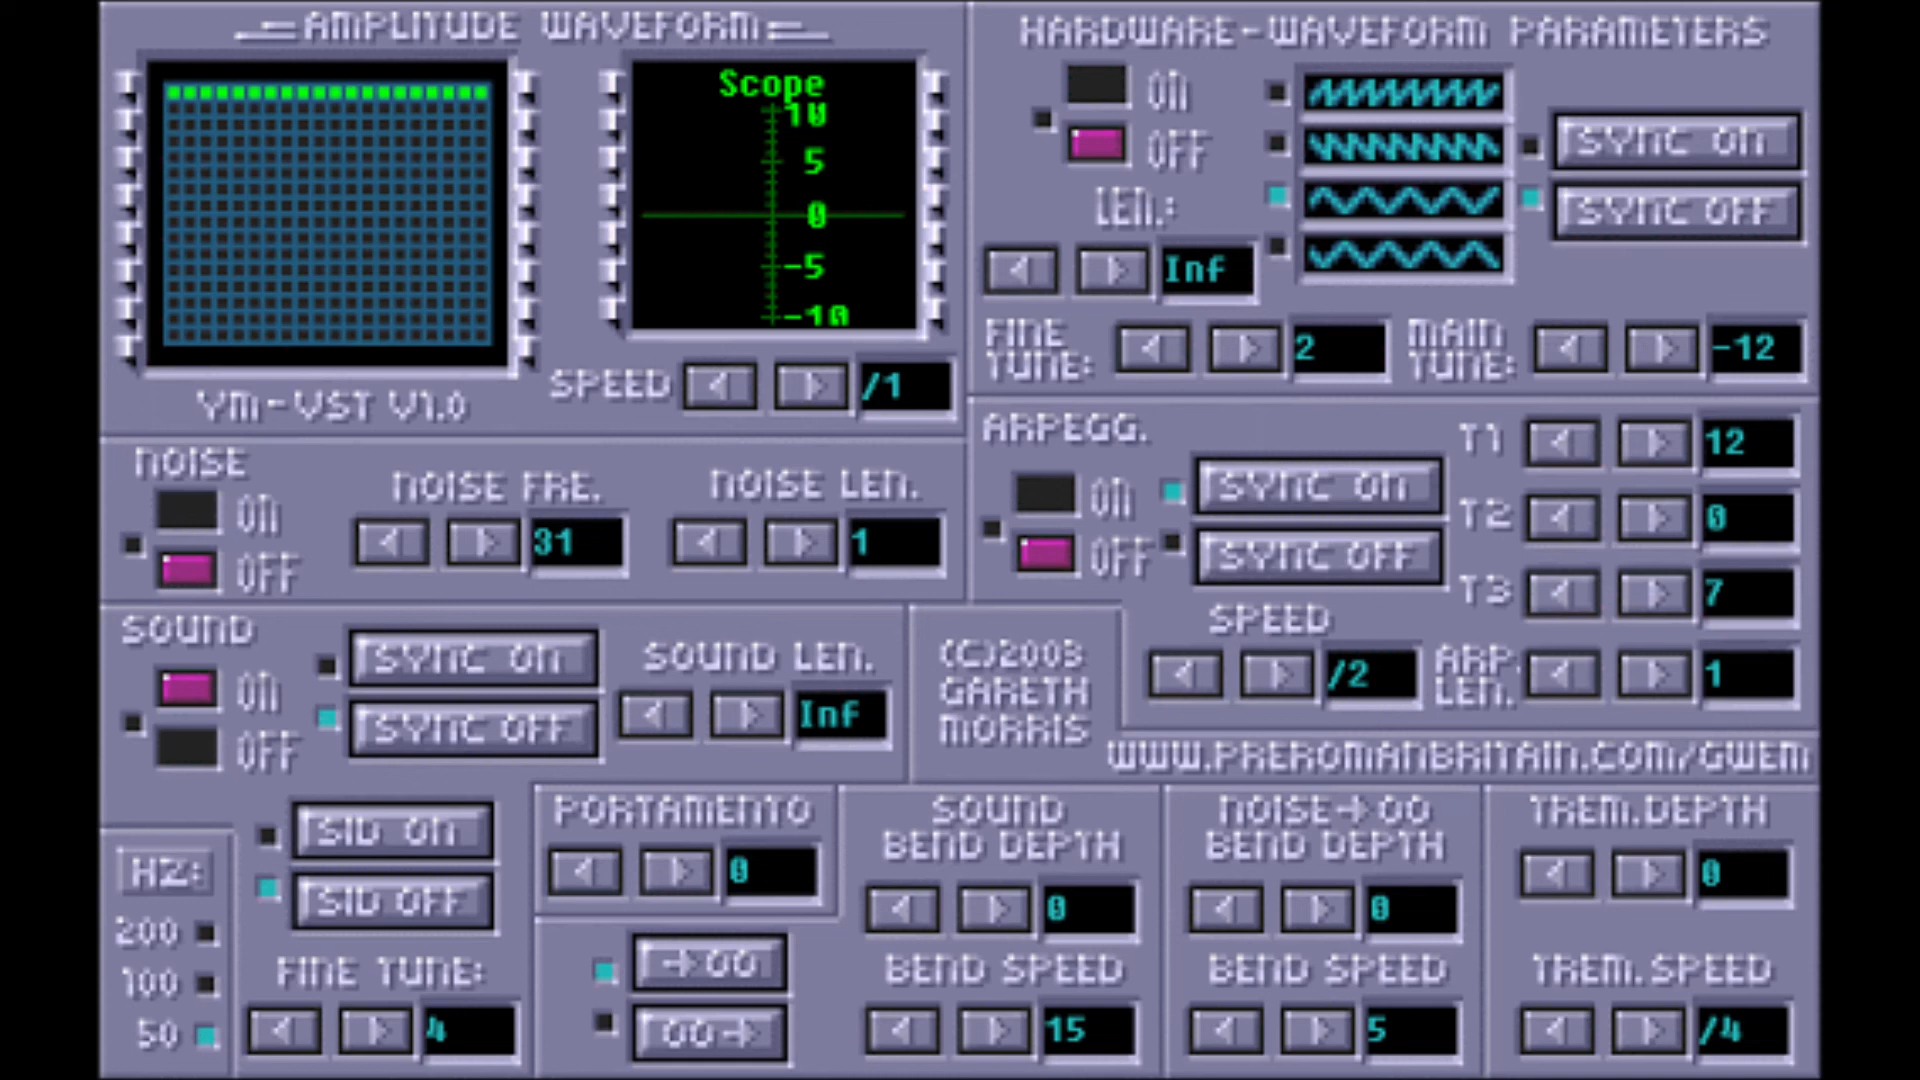 AMPLITUDE WAVEFORM
Scope
10
5
0
-5
-10
YM-VST V1.0
SPEED /1
HARDWARE-WAVEFORM PARAMETERS
ON
OFF
LEN.:
Inf
SYNC ON
SYNC OFF
FINE TUNE: 2
MAIN TUNE: -12
NOISE
ON
OFF
NOISE FRE.
31
NOISE LEN.
1
ARPEGG.
ON
OFF
SYNC ON
SYNC OFF
SPEED
/2
T1 12
T2 0
T3 7
ARP. LEN. 1
SOUND
ON
OFF
SYNC ON
SYNC OFF
SOUND LEN.
Inf
(C)2003
GARETH
MORRIS
WWW.PREROMANBRITAIN.COM/GWEM
HZ:
200
100
50
SID ON
SID OFF
FINE TUNE:
4
PORTAMENTO
0
→00
00→
SOUND
BEND DEPTH
0
BEND SPEED
15
NOISE→00
BEND DEPTH
0
BEND SPEED
5
TREM.DEPTH
0
TREM.SPEED
/4